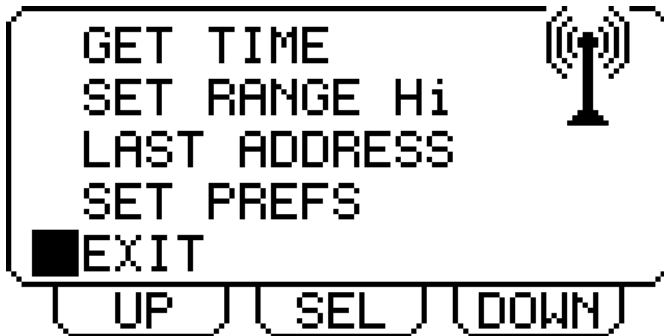 GET TIME
SET RANGE Hi
LAST ADDRESS
SET PREFS
EXIT
UP SEL DOWN